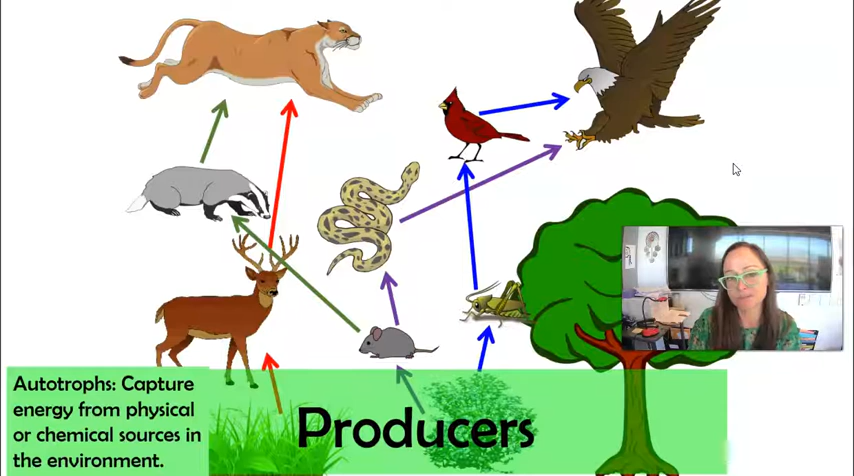 Autotrophs: Capture
energy from physical
or chemical sources in
the environment.
Producers